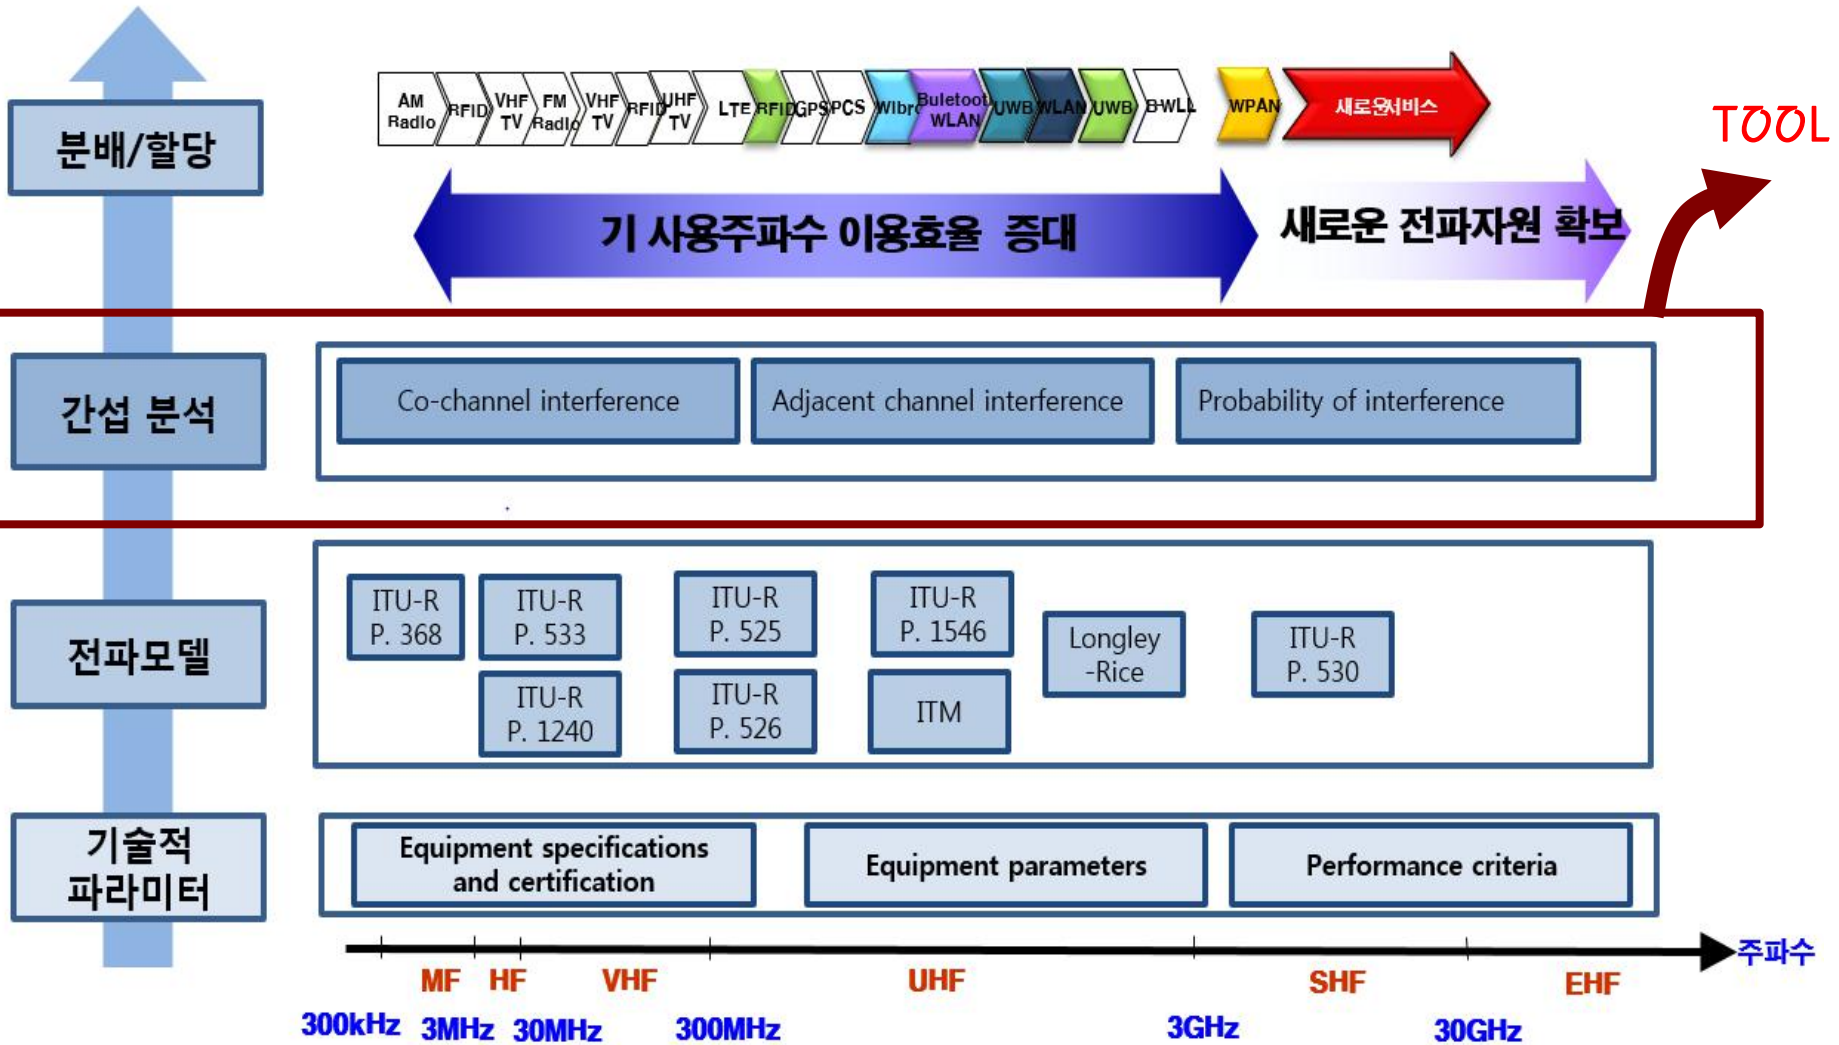 AM
Radio
RFID
VHF
TV
FM
Radio
VHF
TV
RFID
UHF
TV
LTE
RFID
GPS
PCS
Wibro
Buletooth
WLAN
UWB
WLAN
UWB
B-WLL
WPAN
새로운서비스
TOOL
분배/할당
기 사용주파수 이용효율 증대
새로운 전파자원 확보
간섭 분석
Co-channel interference
Adjacent channel interference
Probability of interference
전파모델
ITU-R
P. 368
ITU-R
P. 533
ITU-R
P. 1240
ITU-R
P. 525
ITU-R
P. 526
ITU-R
P. 1546
ITM
Longley
-Rice
ITU-R
P. 530
기술적
파라미터
Equipment specifications
and certification
Equipment parameters
Performance criteria
주파수
MF
HF
VHF
UHF
SHF
EHF
300kHz
3MHz
30MHz
300MHz
3GHz
30GHz